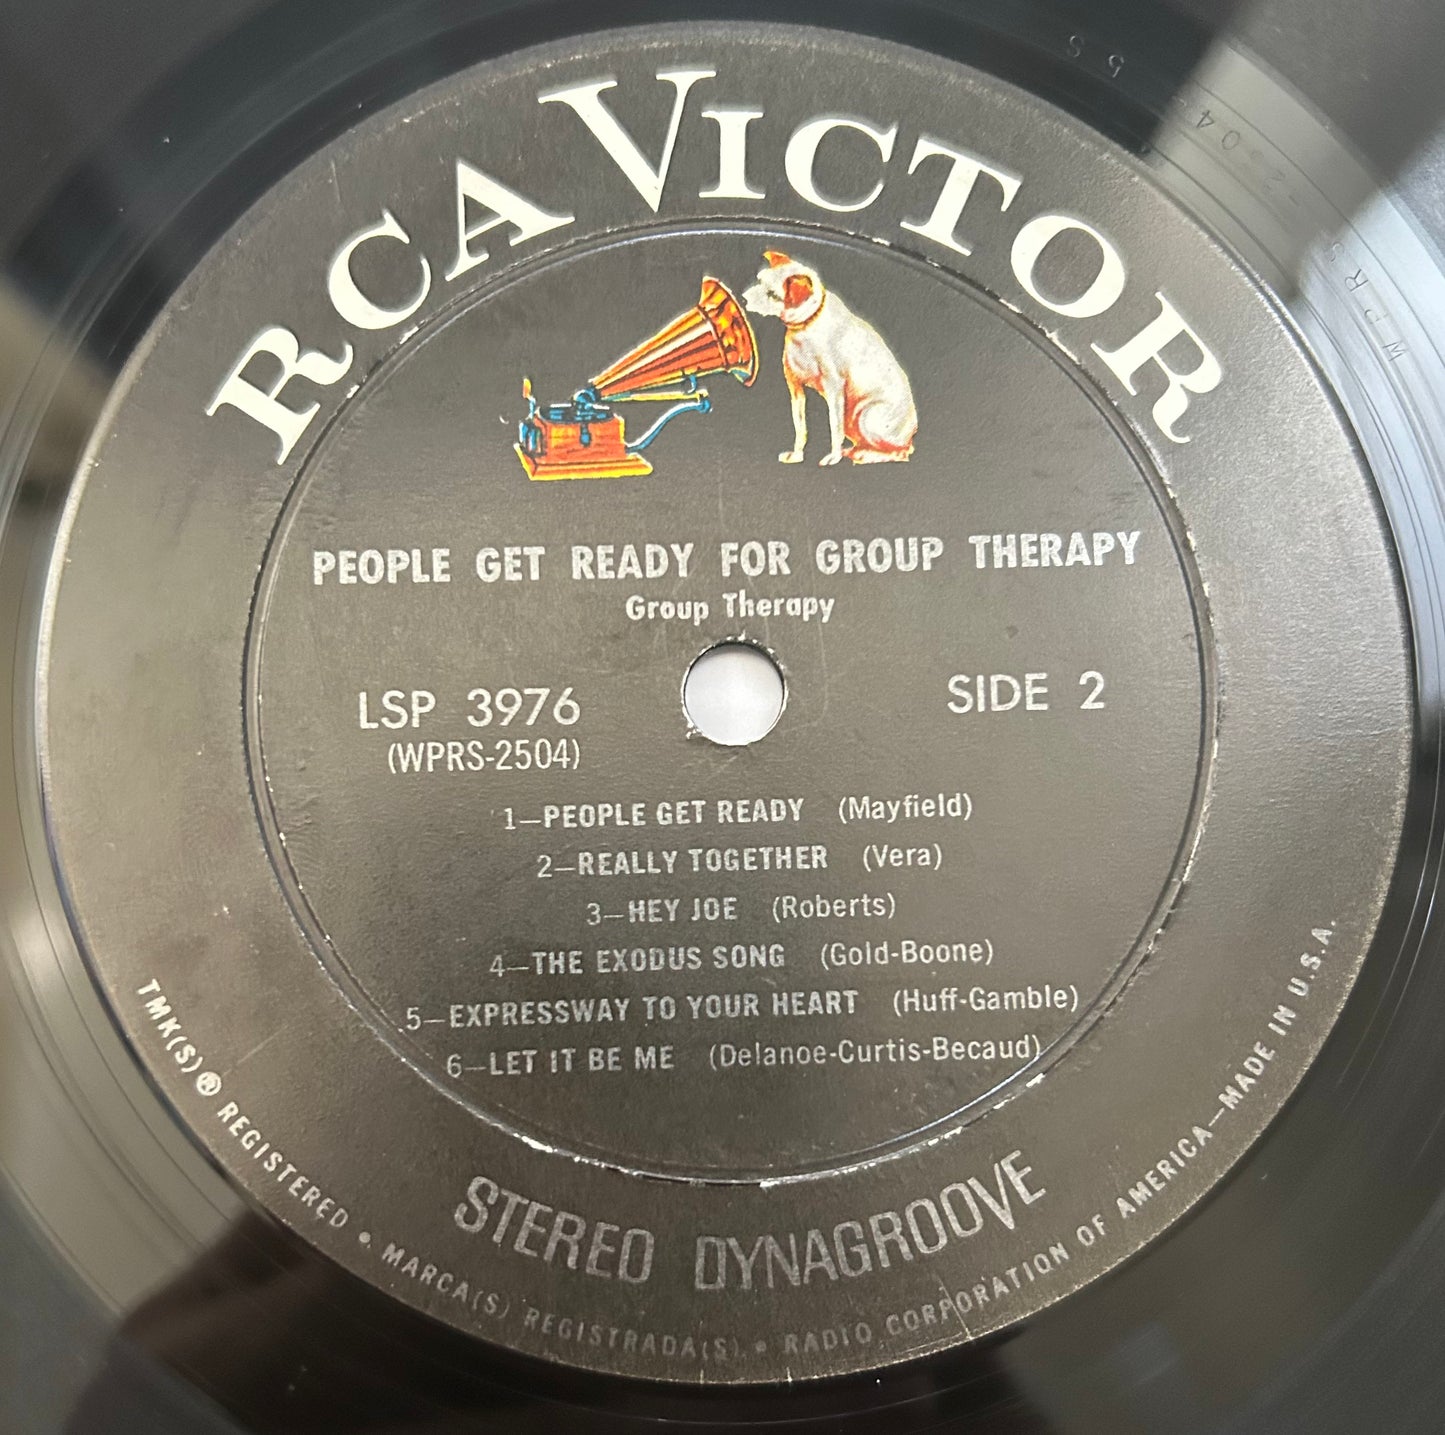 RCA VICTOR
PEOPLE GET READY FOR GROUP THERAPY
Group Therapy
LSP 3976
(WPRS-2504)
SIDE 2
1—PEOPLE GET READY (Mayfield)
2—REALLY TOGETHER (Vera)
3—HEY JOE (Roberts)
4—THE EXODUS SONG (Gold-Boone)
5—EXPRESSWAY TO YOUR HEART (Huff-Gamble)
6—LET IT BE ME (Delanoe-Curtis-Becaud)
STEREO DYNAGROOVE
TMK(S) ® REGISTERED • MARCA(S) REGISTRADA(S) • RADIO CORPORATION OF AMERICA—MADE IN U.S.A.
WPRS-2504-5S